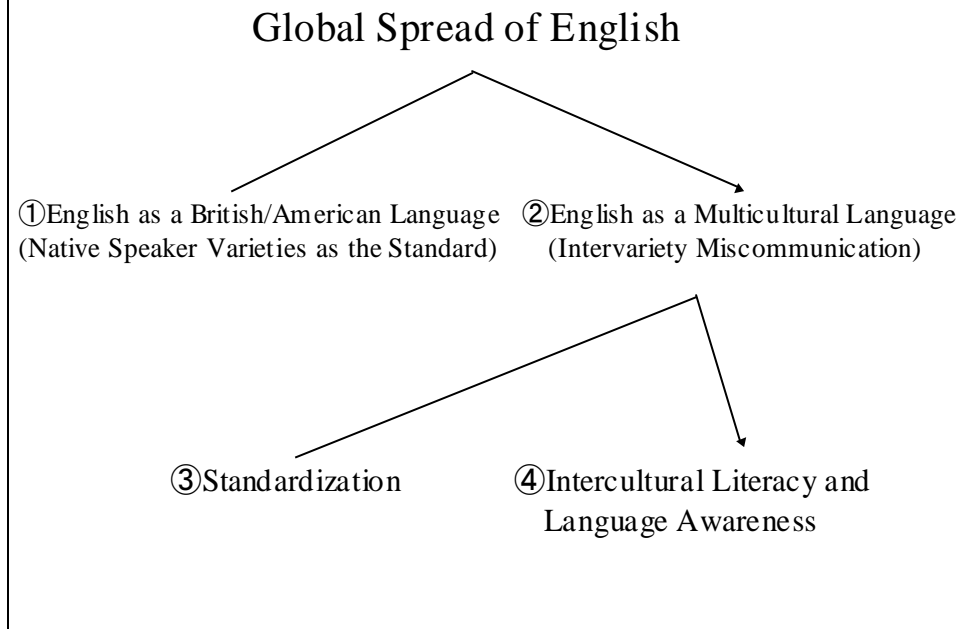 Global Spread of English
①English as a British/American Language
(Native Speaker Varieties as the Standard)
②English as a Multicultural Language
(Intervariety Miscommunication)
③Standardization
④Intercultural Literacy and
Language Awareness